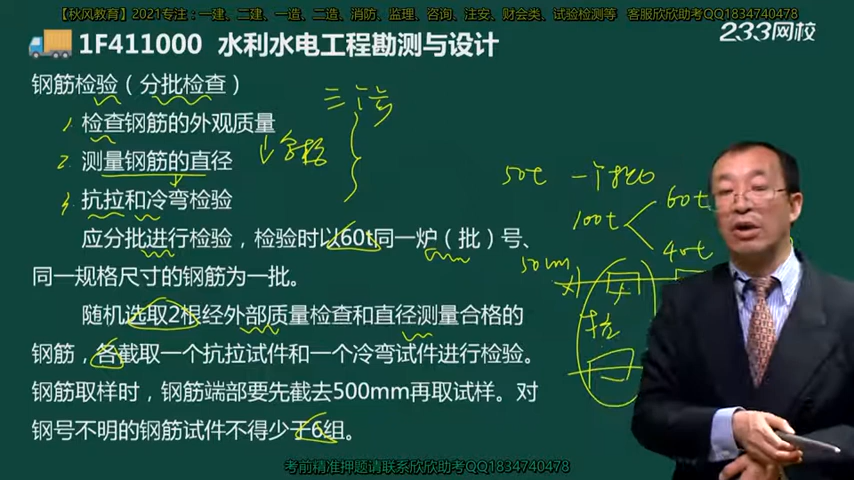 【秋风教育】2021专注：一建、二建、一造、二造、消防、监理、咨询、注安、财会类、试验检测等 客服欣欣助考QQ1834740478
1F411000 水利水电工程勘测与设计
233网校
钢筋检验（分批检查）
三个号
1. 检查钢筋的外观质量
↓合格
2. 测量钢筋的直径
50t 一个批
60t
3. 抗拉和冷弯检验
100t
40t
应分批进行检验，检验时以60t同一炉（批）号、
同一规格尺寸的钢筋为一批。
随机选取2根经外部质量检查和直径测量合格的
钢筋，各截取一个抗拉试件和一个冷弯试件进行检验。
钢筋取样时，钢筋端部要先截去500mm再取试样。对
钢号不明的钢筋试件不得少于6组。
考前精准押题请联系欣欣助考QQ1834740478